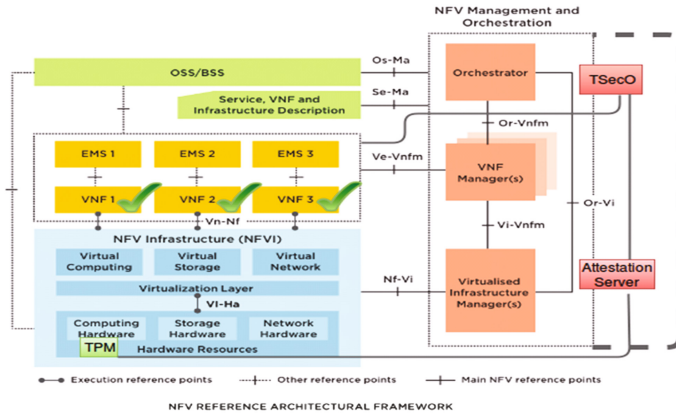 NFV Management and
Orchestration
Os-Ma
OSS/BSS
Orchestrator
TSecO
Se-Ma
Service, VNF and
Infrastructure Description
Or-Vnfm
EMS 1
EMS 2
EMS 3
Ve-Vnfm
VNF
Manager(s)
VNF 1
VNF 2
VNF 3
Or-Vi
Vn-Nf
Vi-Vnfm
NFV Infrastructure (NFVI)
Virtual
Computing
Virtual
Storage
Virtual
Network
Nf-Vi
Virtualised
Infrastructure
Manager(s)
Attestation
Server
Virtualization Layer
VI-Ha
Computing
Hardware
Storage
Hardware
Network
Hardware
TPM
Hardware Resources
Execution reference points
Other reference points
Main NFV reference points
NFV REFERENCE ARCHITECTURAL FRAMEWORK